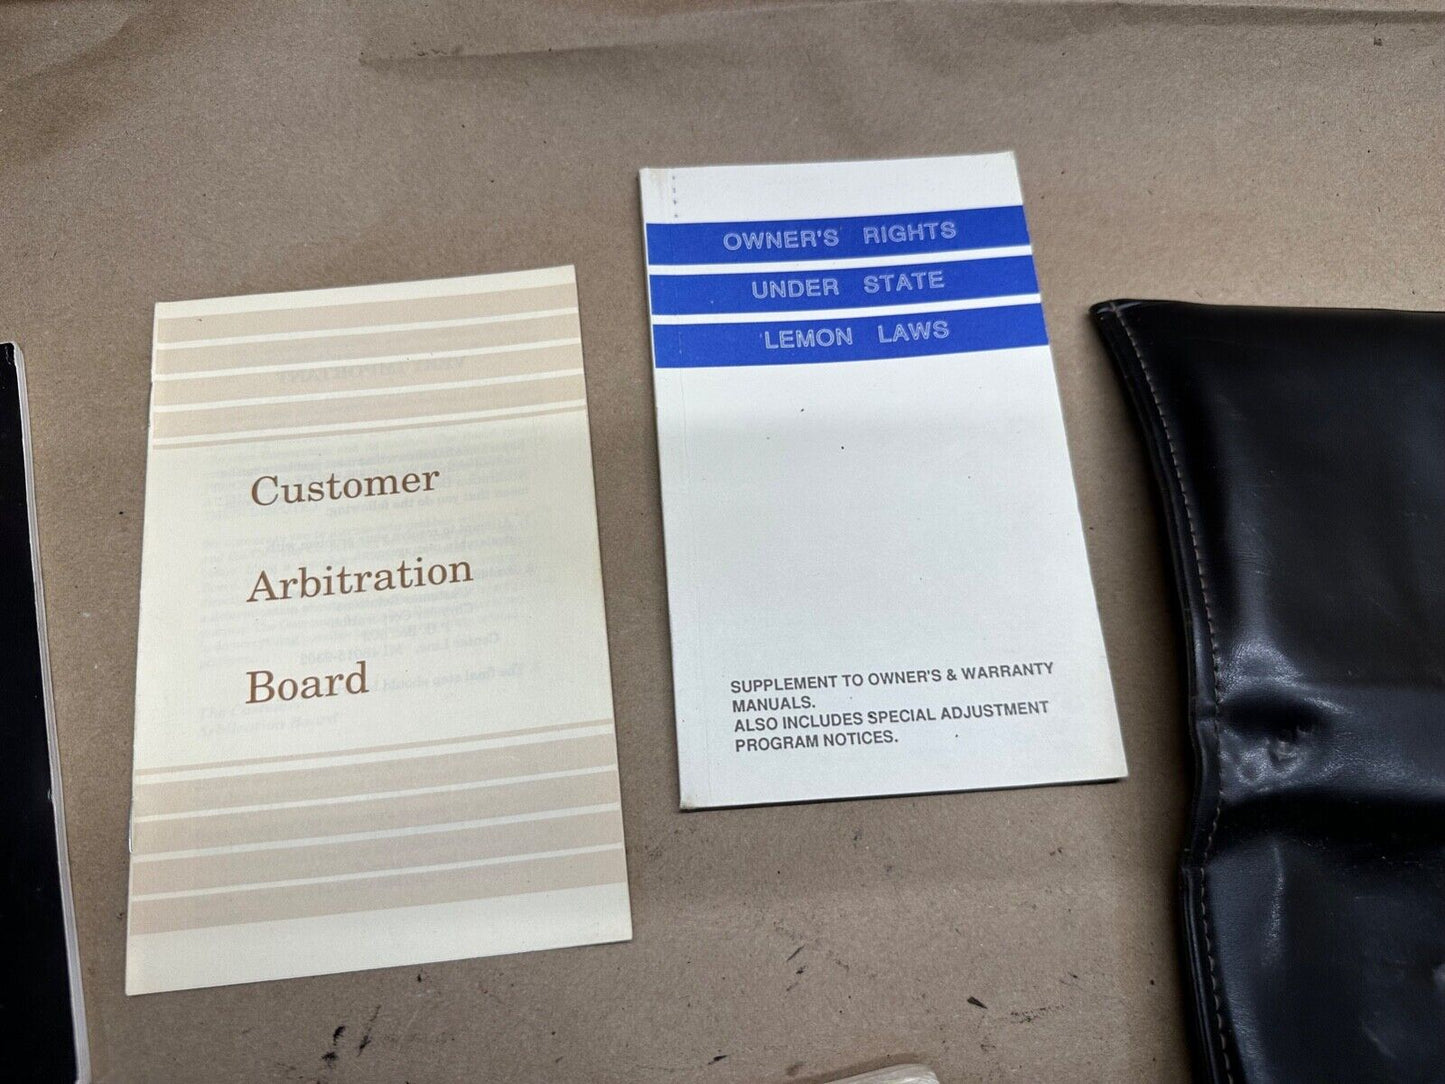 Customer
Arbitration
Board
OWNER'S RIGHTS
UNDER STATE
LEMON LAWS
SUPPLEMENT TO OWNER'S & WARRANTY
MANUALS.
ALSO INCLUDES SPECIAL ADJUSTMENT
PROGRAM NOTICES.